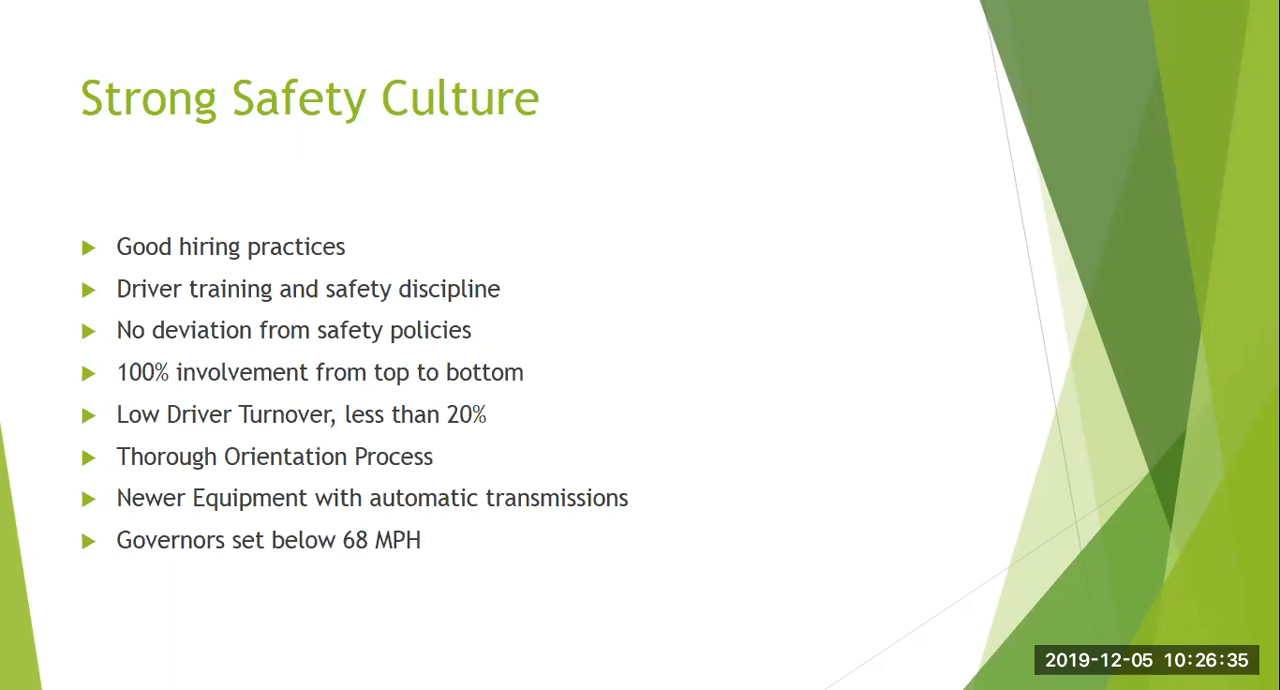 Strong Safety Culture
Good hiring practices
Driver training and safety discipline
No deviation from safety policies
100% involvement from top to bottom
Low Driver Turnover, less than 20%
Thorough Orientation Process
Newer Equipment with automatic transmissions
Governors set below 68 MPH
2019-12-05 10:26:35